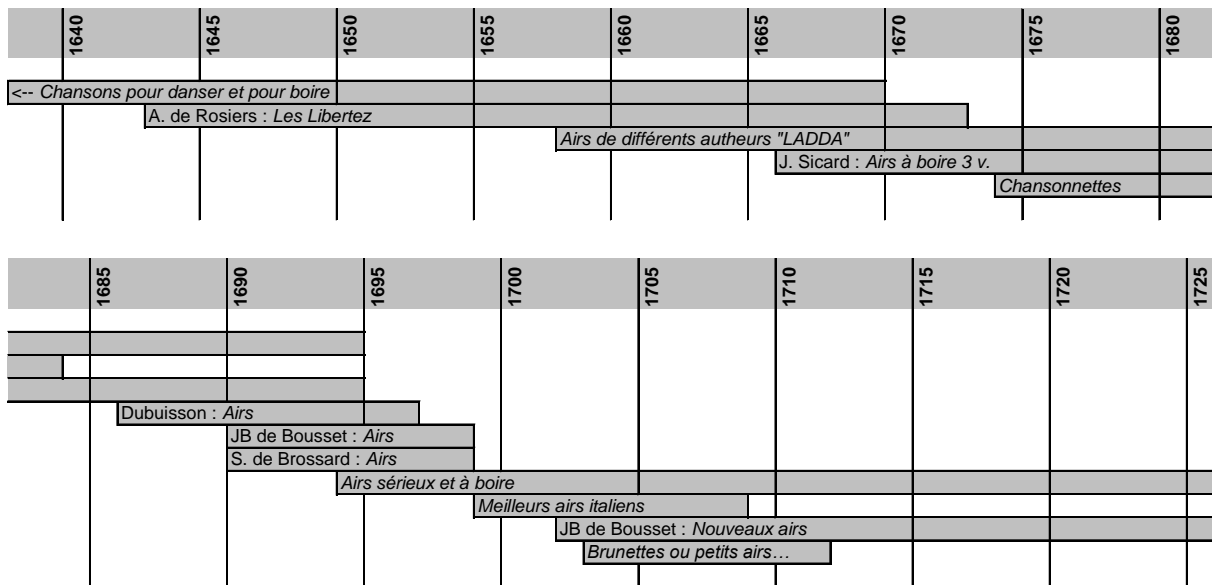 1640 1645 1650 1655 1660 1665 1670 1675 1680
<-- Chansons pour danser et pour boire
A. de Rosiers : Les Libertez
Airs de différents autheurs "LADDA"
J. Sicard : Airs à boire 3 v.
Chansonnettes
1685 1690 1695 1700 1705 1710 1715 1720 1725
Dubuisson : Airs
JB de Bousset : Airs
S. de Brossard : Airs
Airs sérieux et à boire
Meilleurs airs italiens
JB de Bousset : Nouveaux airs
Brunettes ou petits airs…